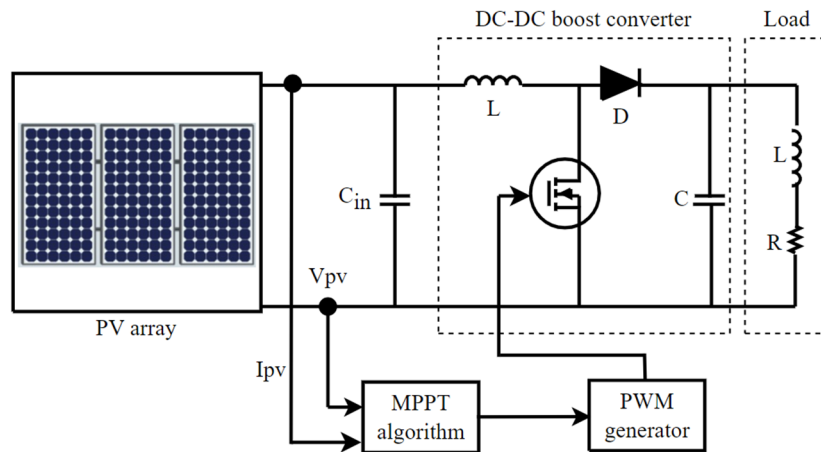 DC-DC boost converter
Load
L
D
L
C
in
C
R
Vpv
PV array
Ipv
MPPT
algorithm
PWM
generator